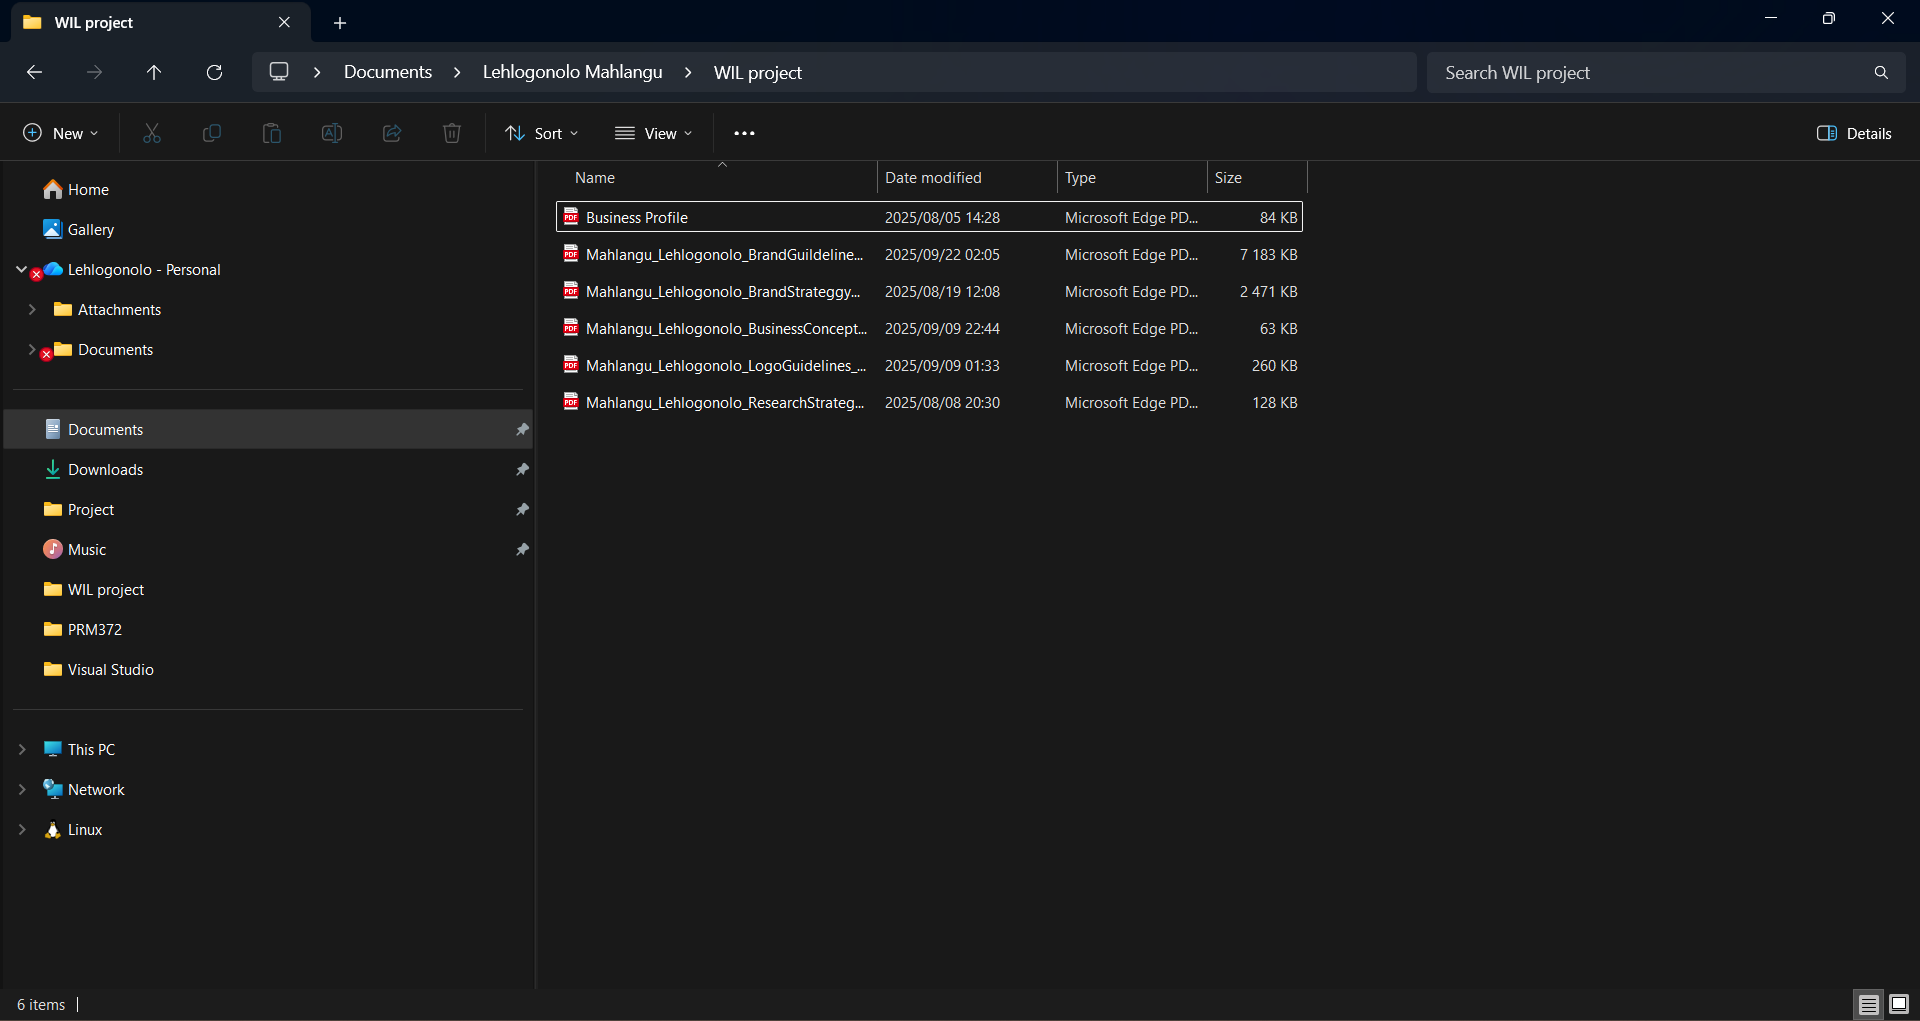 WIL project
Documents > Lehlogonolo Mahlangu > WIL project
Search WIL project
New
Sort
View
Details
Home
Gallery
Lehlogonolo - Personal
Attachments
Documents
Documents
Downloads
Project
Music
WIL project
PRM372
Visual Studio
This PC
Network
Linux
Name Date modified Type Size
Business Profile 2025/08/05 14:28 Microsoft Edge PD... 84 KB
Mahlangu_Lehlogonolo_BrandGuildeline... 2025/09/22 02:05 Microsoft Edge PD... 7 183 KB
Mahlangu_Lehlogonolo_BrandStrateggy... 2025/08/19 12:08 Microsoft Edge PD... 2 471 KB
Mahlangu_Lehlogonolo_BusinessConcept... 2025/09/09 22:44 Microsoft Edge PD... 63 KB
Mahlangu_Lehlogonolo_LogoGuidelines_... 2025/09/09 01:33 Microsoft Edge PD... 260 KB
Mahlangu_Lehlogonolo_ResearchStrateg... 2025/08/08 20:30 Microsoft Edge PD... 128 KB
6 items